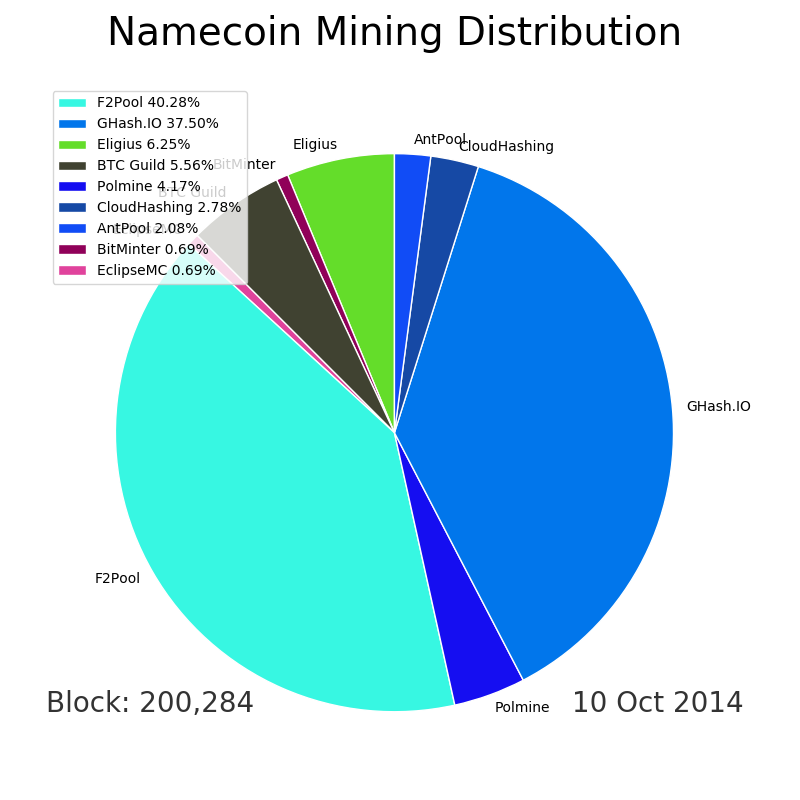 Namecoin Mining Distribution
F2Pool 40.28%
GHash.IO 37.50%
Eligius 6.25%
BTC Guild 5.56%
Polmine 4.17%
CloudHashing 2.78%
AntPool 2.08%
BitMinter 0.69%
EclipseMC 0.69%
AntPool
CloudHashing
Eligius
BitMinter
BTC Guild
GHash.IO
F2Pool
Polmine
Block: 200,284
10 Oct 2014